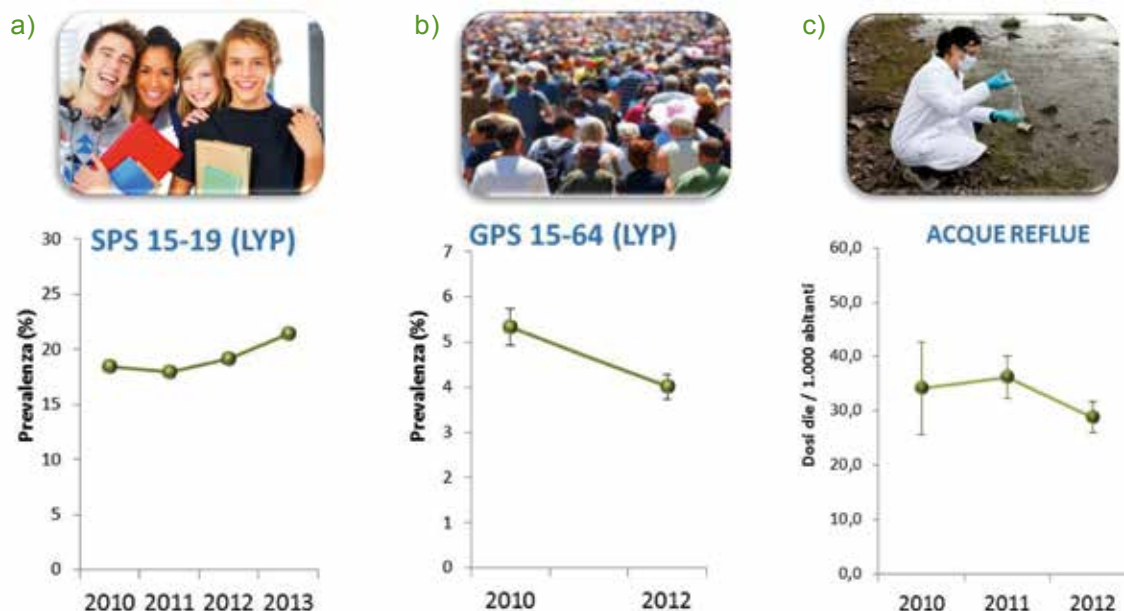 a)
b)
c)
SPS 15-19 (LYP)
Prevalenza (%)
30
25
20
15
10
5
0
2010 2011 2012 2013
GPS 15-64 (LYP)
Prevalenza (%)
7
6
5
4
3
2
1
0
2010 2012
ACQUE REFLUE
Dosi die / 1.000 abitanti
60,0
50,0
40,0
30,0
20,0
10,0
0,0
2010 2011 2012